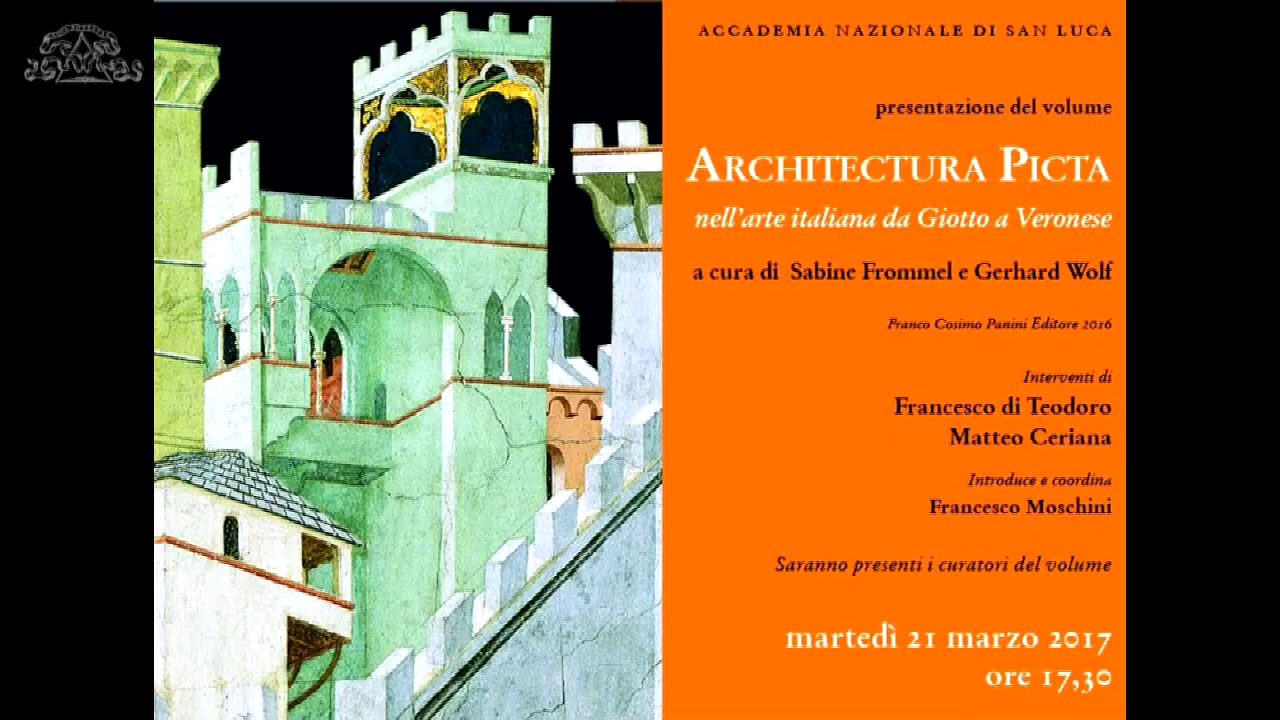 ACCADEMIA NAZIONALE DI SAN LUCA
presentazione del volume
ARCHITECTURA PICTA
nell'arte italiana da Giotto a Veronese
a cura di Sabine Frommel e Gerhard Wolf
Franco Cosimo Panini Editore 2016
Interventi di
Francesco di Teodoro
Matteo Ceriana
Introduce e coordina
Francesco Moschini
Saranno presenti i curatori del volume
martedì 21 marzo 2017
ore 17,30